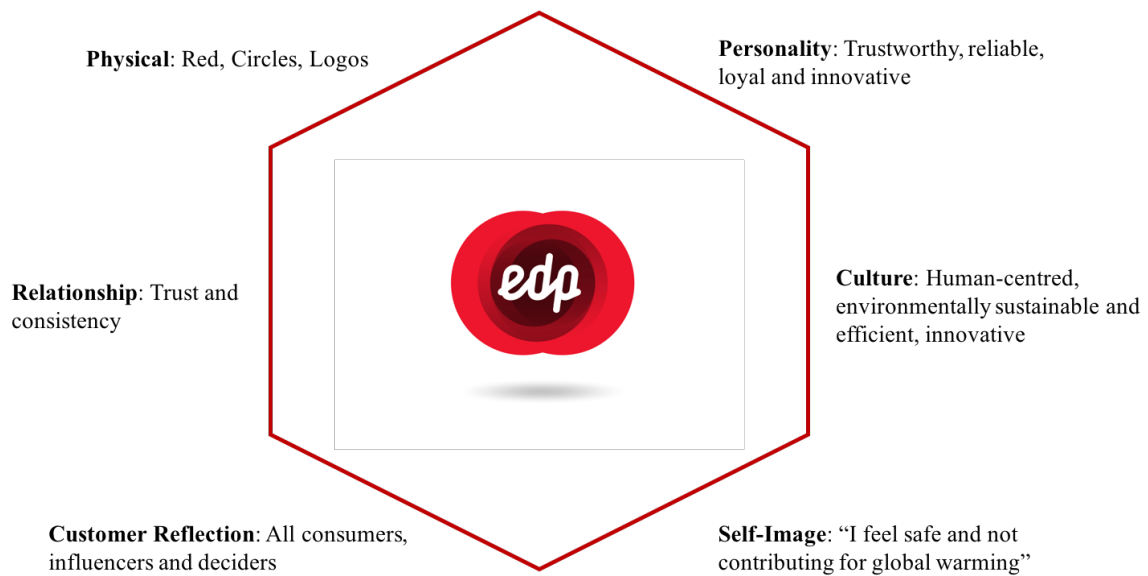 Physical: Red, Circles, Logos
Personality: Trustworthy, reliable,
loyal and innovative
edp
Relationship: Trust and
consistency
Culture: Human-centred,
environmentally sustainable and
efficient, innovative
Customer Reflection: All consumers,
influencers and deciders
Self-Image: “I feel safe and not
contributing for global warming”